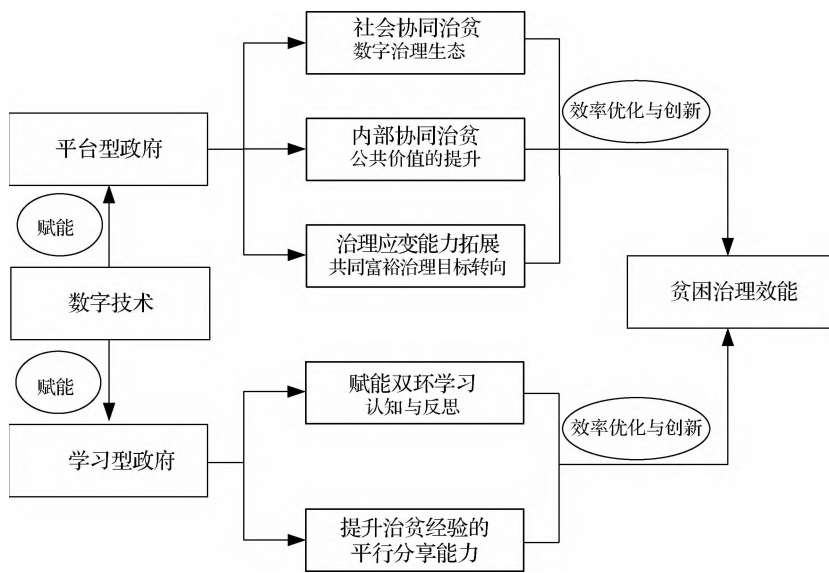 社会协同治贫
数字治理生态
效率优化与创新
平台型政府
内部协同治贫
公共价值的提升
赋能
治理应变能力拓展
共同富裕治理目标转向
数字技术
贫困治理效能
赋能
赋能双环学习
认知与反思
效率优化与创新
学习型政府
提升治贫经验的
平行分享能力